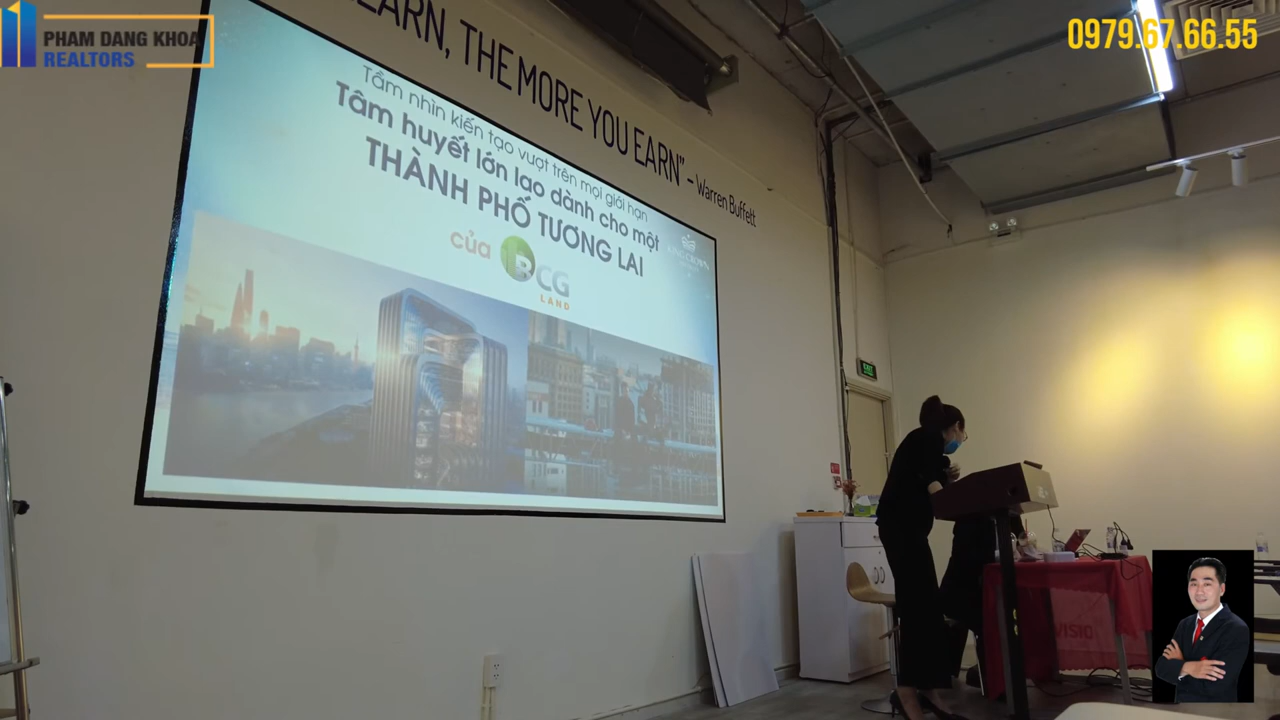 PHAM DANG KHOA
REALTORS
0979.67.66.55
EARN, THE MORE YOU EARN" - Warren Buffett
Tầm nhìn kiến tạo vượt trên mọi giới hạn
Tâm huyết lớn lao dành cho một
THÀNH PHỐ TƯƠNG LAI
của BCG
LAND
EXIT